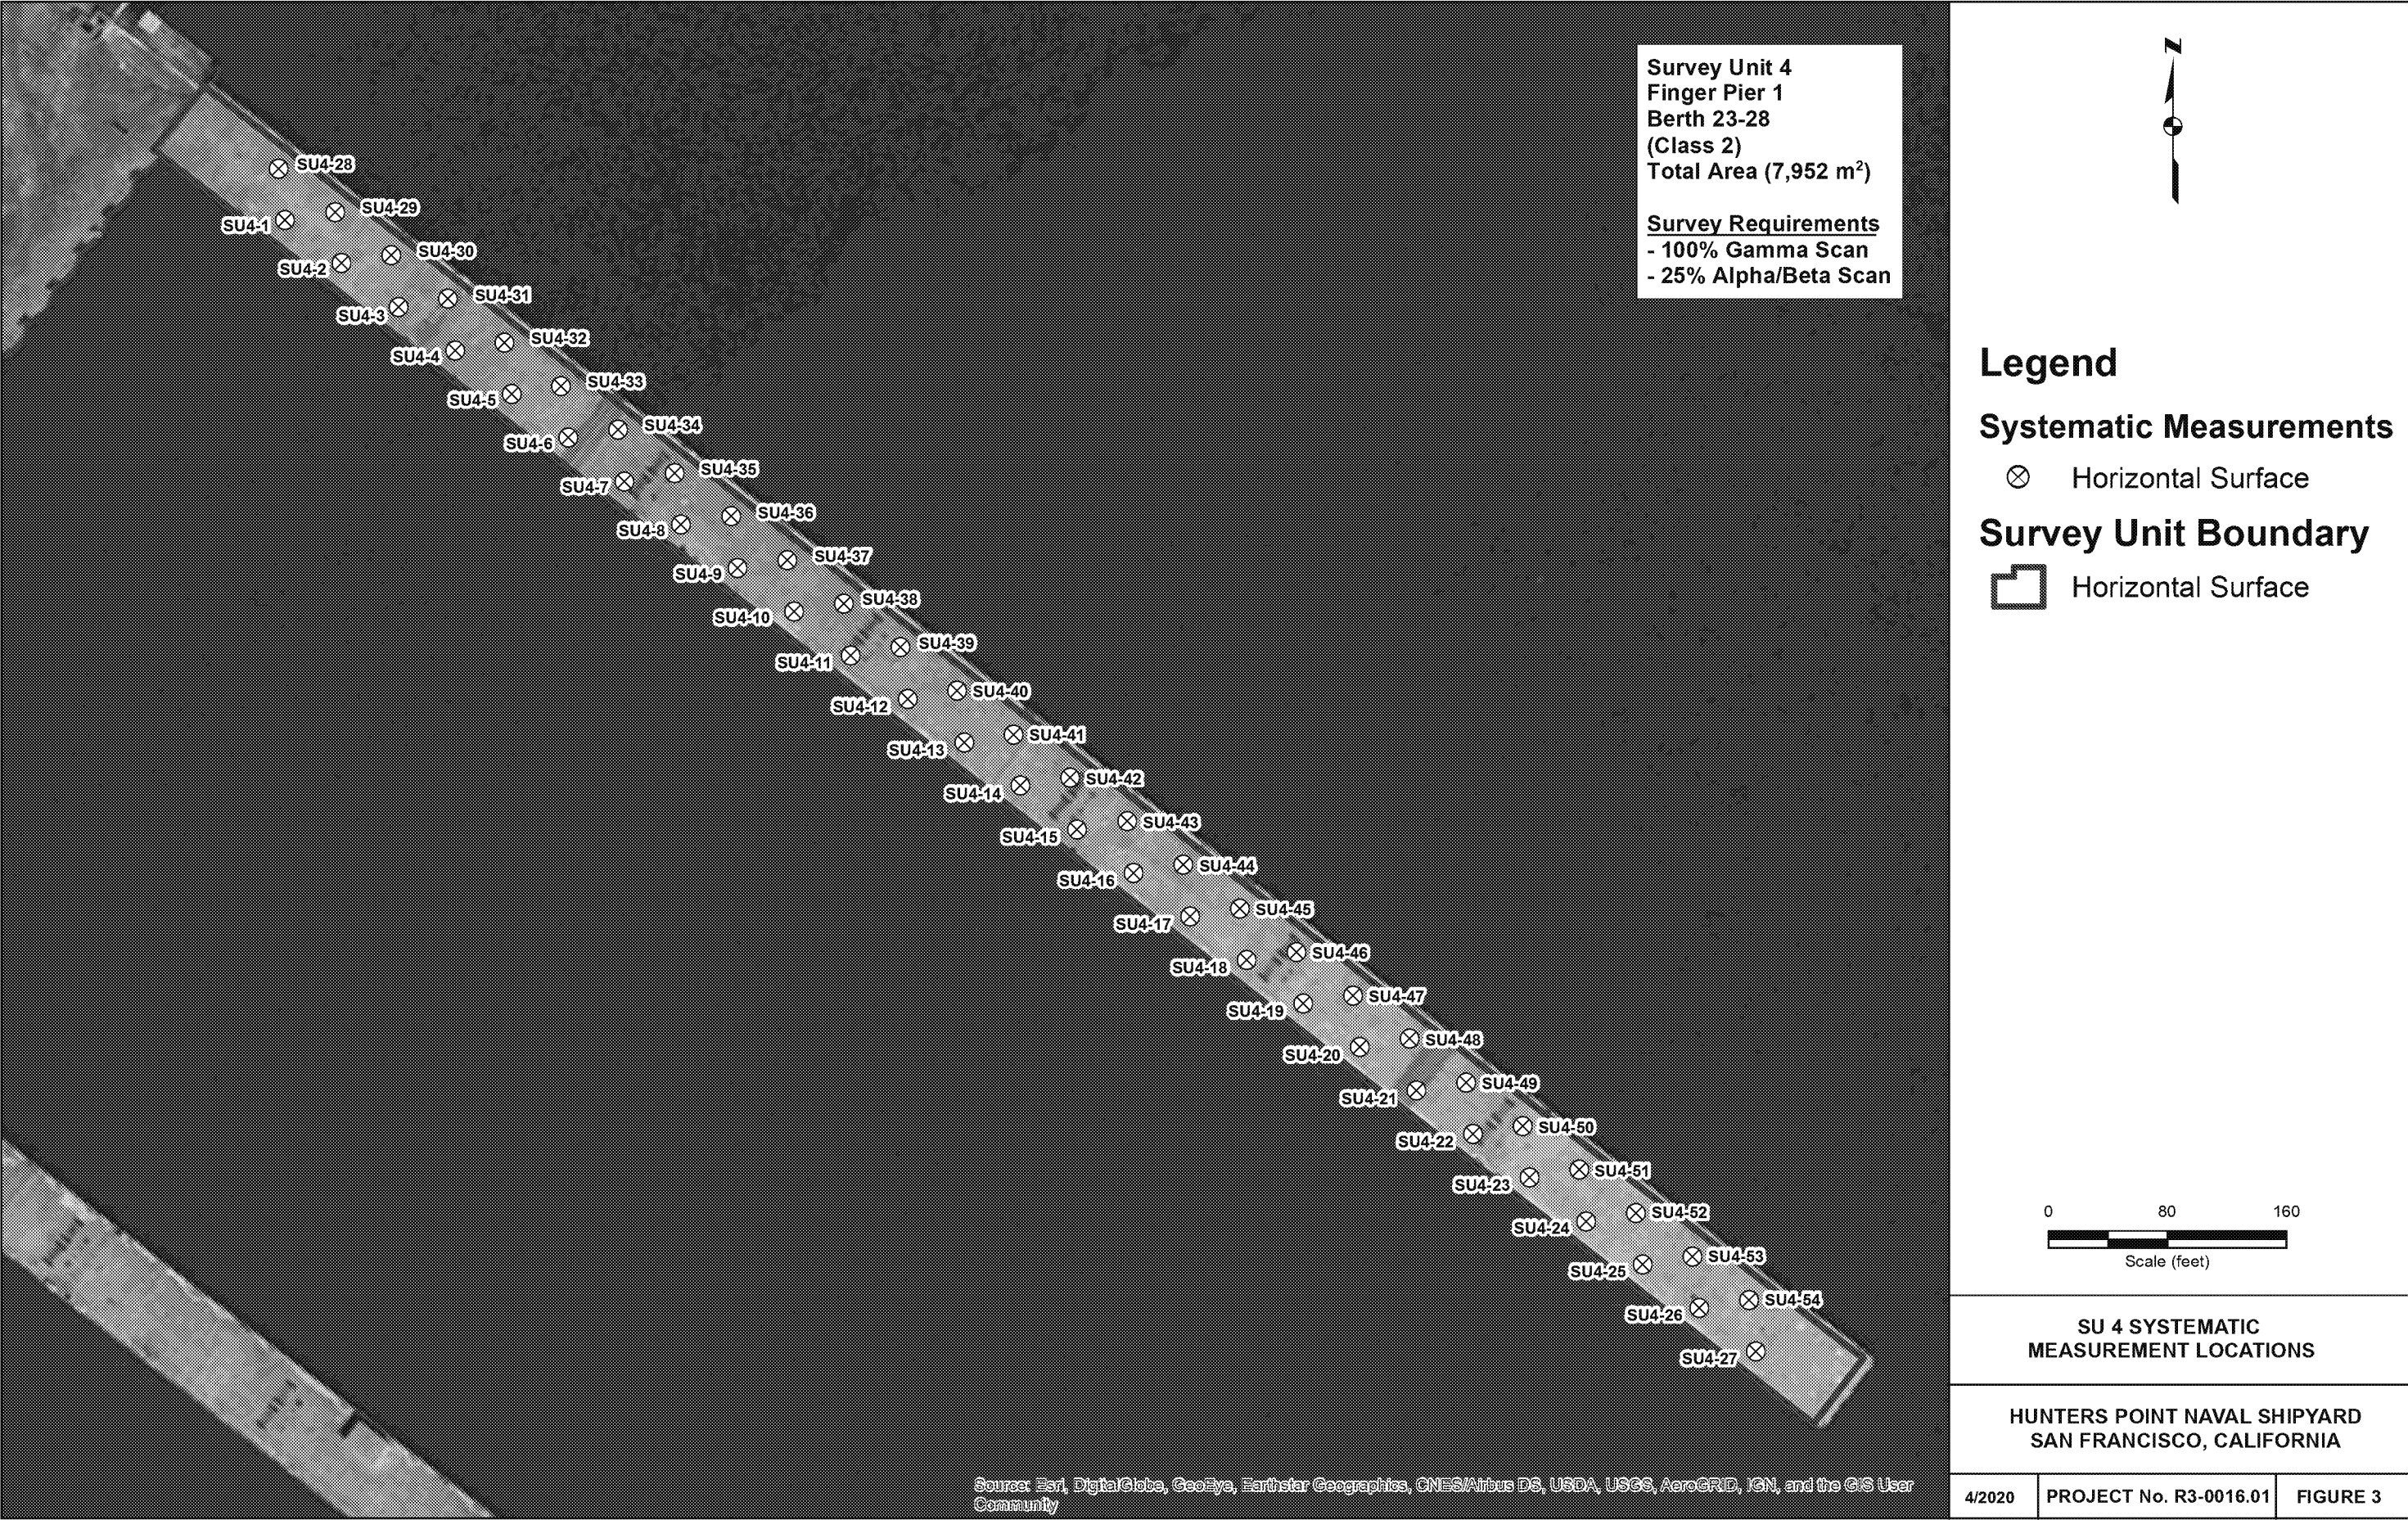 Survey Unit 4
Finger Pier 1
Berth 23-28
(Class 2)
Total Area (7,952 m²)
Survey Requirements
- 100% Gamma Scan
- 25% Alpha/Beta Scan
SU4-28
SU4-29
SU4-1
SU4-30
SU4-2
SU4-31
SU4-3
SU4-32
SU4-4
SU4-33
SU4-5
SU4-34
SU4-6
SU4-35
SU4-7
SU4-36
SU4-8
SU4-37
SU4-9
SU4-38
SU4-10
SU4-39
SU4-11
SU4-40
SU4-12
SU4-41
SU4-13
SU4-42
SU4-14
SU4-43
SU4-15
SU4-44
SU4-16
SU4-45
SU4-17
SU4-46
SU4-18
SU4-47
SU4-19
SU4-48
SU4-20
SU4-49
SU4-21
SU4-50
SU4-22
SU4-51
SU4-23
SU4-52
SU4-24
SU4-53
SU4-25
SU4-54
SU4-26
SU4-27
Source: Esri, DigitalGlobe, GeoEye, Earthstar Geographics, CNES/Airbus DS, USDA, USGS, AeroGRID, IGN, and the GIS User
Community
N
Legend
Systematic Measurements
Horizontal Surface
Survey Unit Boundary
Horizontal Surface
0 80 160
Scale (feet)
SU 4 SYSTEMATIC
MEASUREMENT LOCATIONS
HUNTERS POINT NAVAL SHIPYARD
SAN FRANCISCO, CALIFORNIA
4/2020 PROJECT No. R3-0016.01 FIGURE 3